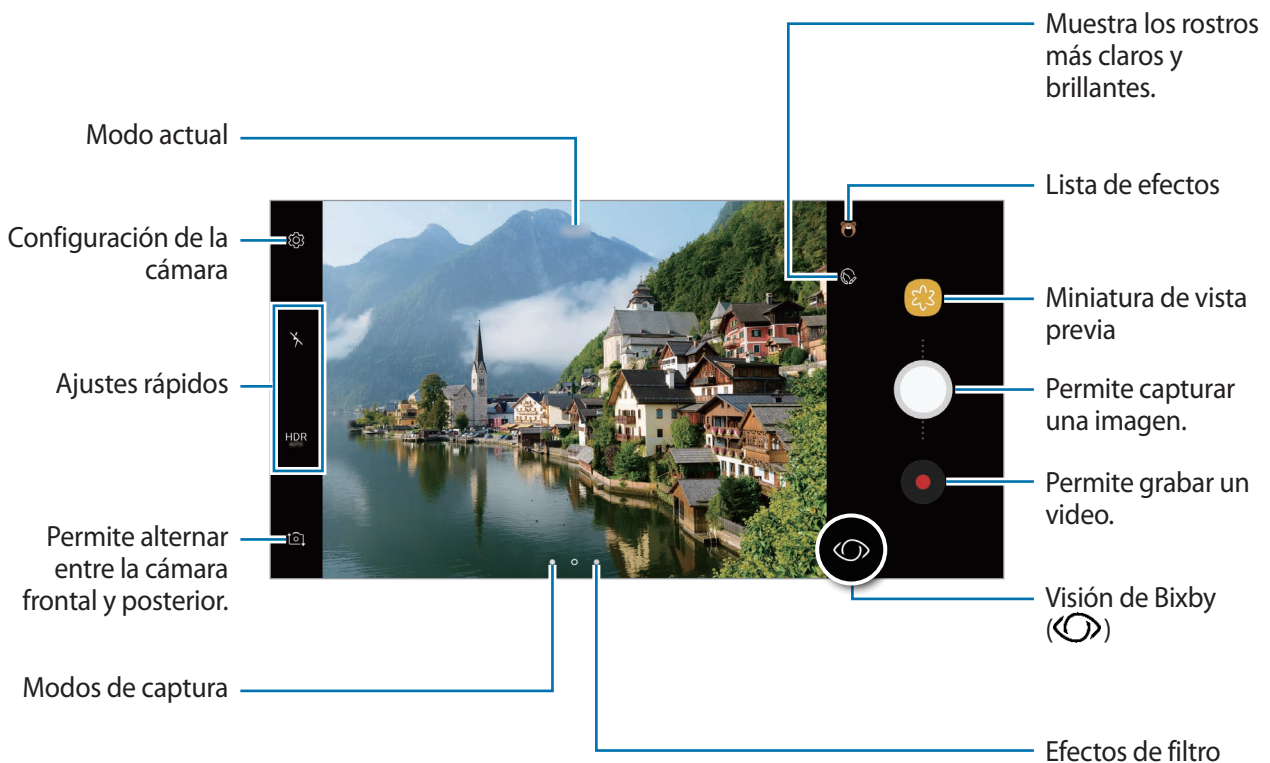 Muestra los rostros
más claros y
brillantes.
Modo actual
Lista de efectos
Configuración de la
cámara
Miniatura de vista
previa
Ajustes rápidos
Permite capturar
una imagen.
HDR
AUTO
Permite grabar un
video.
Permite alternar
entre la cámara
frontal y posterior.
Visión de Bixby
()
Modos de captura
Efectos de filtro